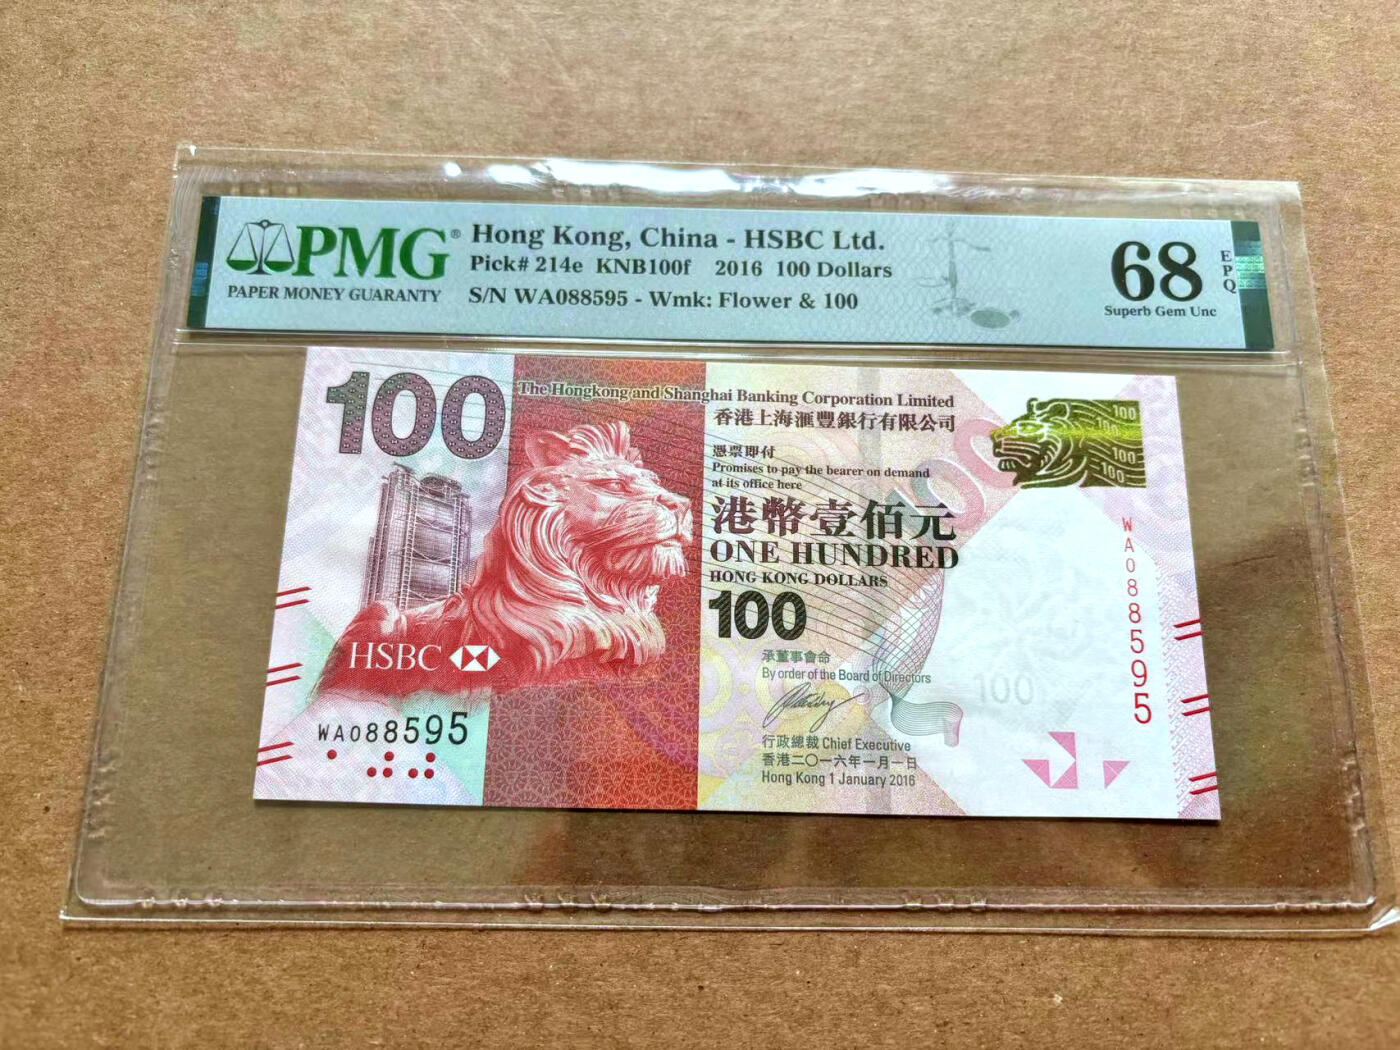 PMG®
PAPER MONEY GUARANTY
Hong Kong, China - HSBC Ltd.
Pick# 214e KNB100f 2016 100 Dollars
S/N WA088595 - Wmk: Flower & 100
68
EPQ
Superb Gem Unc
100
The Hongkong and Shanghai Banking Corporation Limited
香港上海滙豐銀行有限公司
憑票即付
Promises to pay the bearer on demand
at its office here
港幣壹佰元
ONE HUNDRED
HONG KONG DOLLARS
100
承董事會命
By order of the Board of Directors
行政總裁 Chief Executive
香港二〇一六年一月一日
Hong Kong 1 January 2016
HSBC
WA088595
100
100
100
100
100
WA088595
100